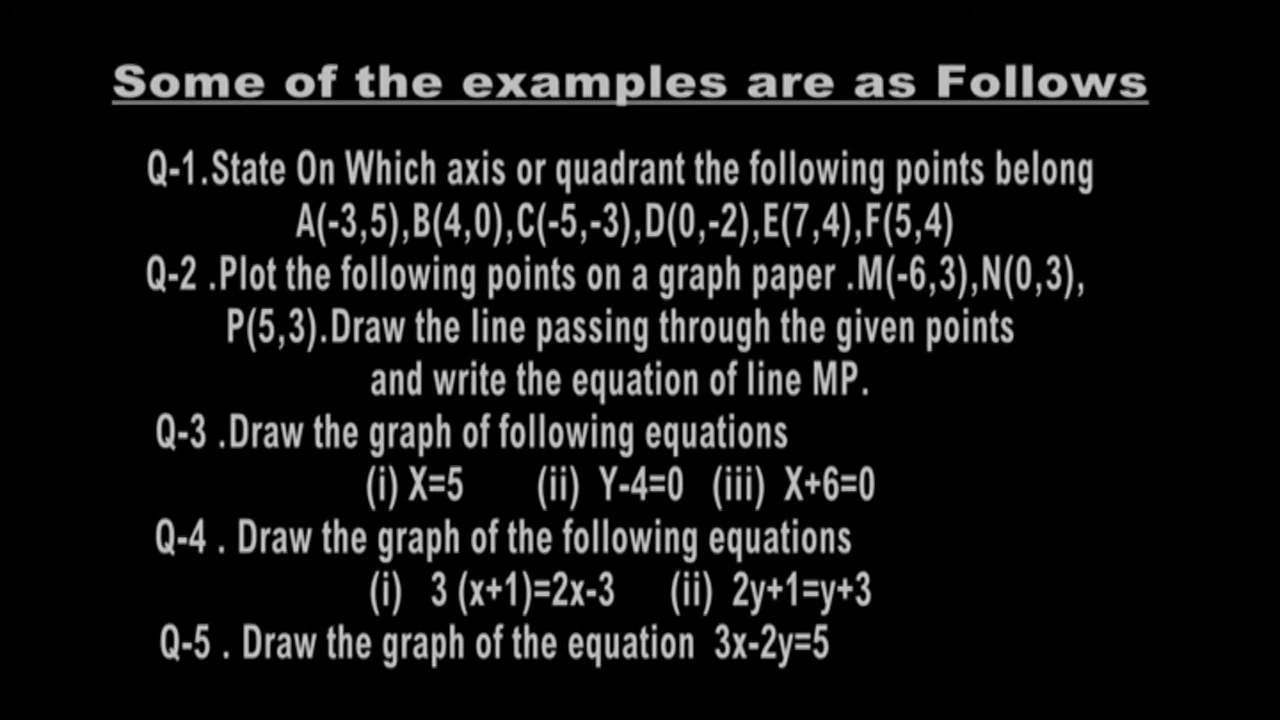 Some of the examples are as Follows
Q-1.State On Which axis or quadrant the following points belong
A(-3,5),B(4,0),C(-5,-3),D(0,-2),E(7,4),F(5,4)
Q-2 .Plot the following points on a graph paper .M(-6,3),N(0,3),
P(5,3).Draw the line passing through the given points
and write the equation of line MP.
Q-3 .Draw the graph of following equations
(i) X=5 (ii) Y-4=0 (iii) X+6=0
Q-4 . Draw the graph of the following equations
(i) 3 (x+1)=2x-3 (ii) 2y+1=y+3
Q-5 . Draw the graph of the equation 3x-2y=5